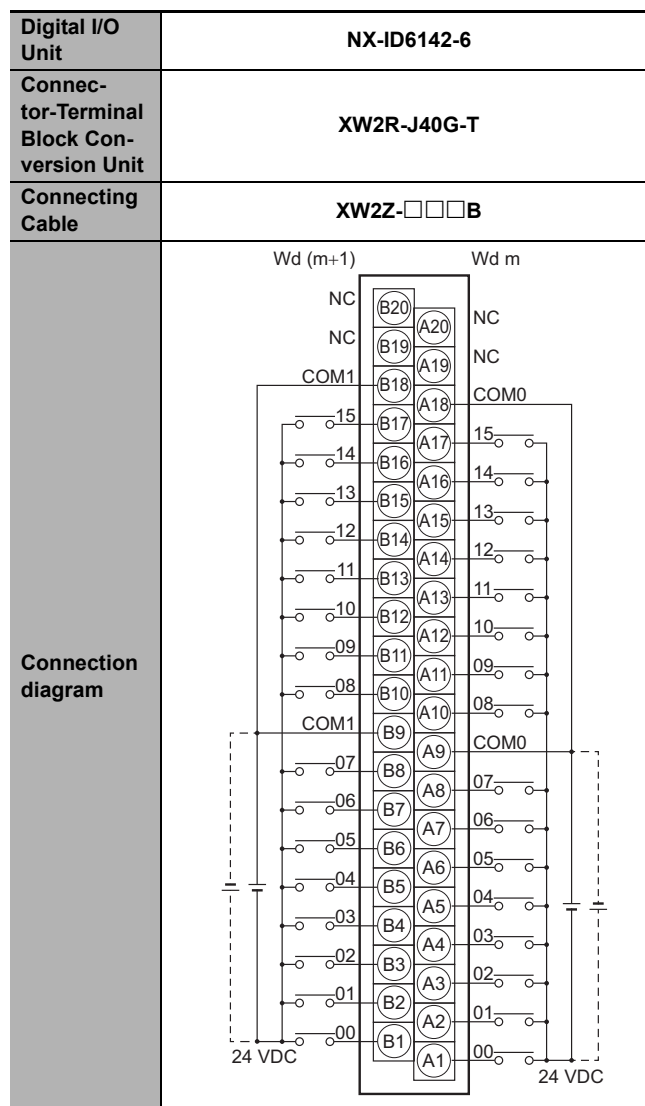 Digital I/O
Unit
NX-ID6142-6
Connec-
tor-Terminal
Block Con-
version Unit
XW2R-J40G-T
Connecting
Cable
XW2Z-□□□B
Connection
diagram
Wd (m+1) Wd m
NC B20
A20 NC
NC B19
A19 NC
COM1 B18
A18 COM0
15 B17
A17 15
14 B16
A16 14
13 B15
A15 13
12 B14
A14 12
11 B13
A13 11
10 B12
A12 10
09 B11
A11 09
08 B10
A10 08
COM1 B9
A9 COM0
07 B8
A8 07
06 B7
A7 06
05 B6
A6 05
04 B5
A5 04
03 B4
A4 03
02 B3
A3 02
01 B2
A2 01
00 B1
A1 00
24 VDC
24 VDC